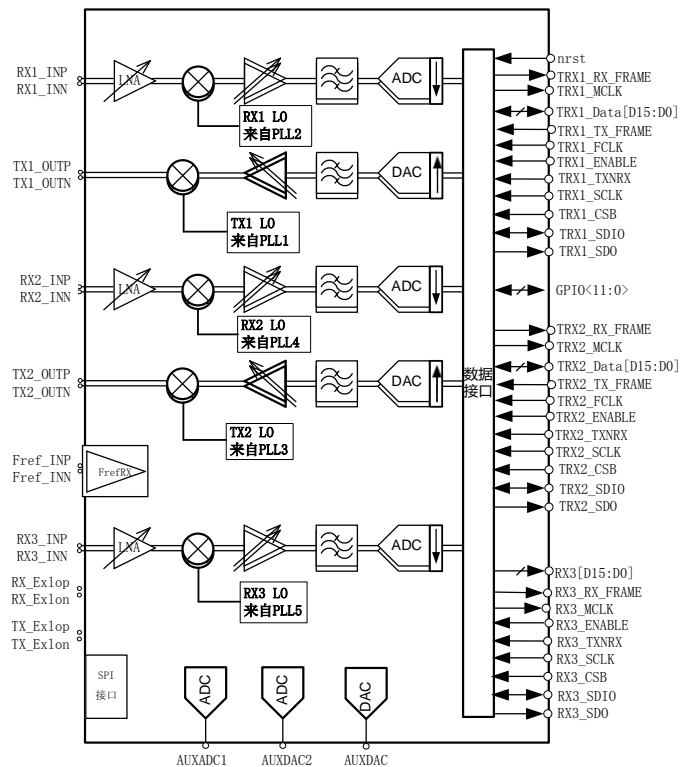 nrst
RX1_INP
RX1_INN
LNA
ADC
TRX1_RX_FRAME
TRX1_MCLK
RX1 LO
来自PLL2
TRX1_Data[D15:D0]
TRX1_TX_FRAME
TRX1_FCLK
TRX1_ENABLE
TX1_OUTP
TX1_OUTN
DAC
TRX1_TXNRX
TRX1_SCLK
TRX1_CSB
TX1 LO
来自PLL1
TRX1_SDIO
TRX1_SDO
RX2_INP
RX2_INN
LNA
ADC
GPIO<11:0>
RX2 LO
来自PLL4
TRX2_RX_FRAME
TRX2_MCLK
TX2_OUTP
TX2_OUTN
DAC
数据
接口
TRX2_Data[D15:D0]
TRX2_TX_FRAME
TRX2_FCLK
TRX2_ENABLE
TX2 LO
来自PLL3
TRX2_TXNRX
TRX2_SCLK
TRX2_CSB
TRX2_SDIO
TRX2_SDO
Fref_INP
Fref_INN
FrefRX
RX3_INP
RX3_INN
LNA
ADC
RX3 LO
来自PLL5
RX3[D15:D0]
RX3_RX_FRAME
RX3_MCLK
RX3_ENABLE
RX3_TXNRX
RX3_SCLK
RX3_CSB
RX3_SDIO
RX3_SDO
RX_Exlop
RX_Exlon
TX_Exlop
TX_Exlon
SPI
接口
ADC
ADC
DAC
AUXADC1
AUXDAC2
AUXDAC